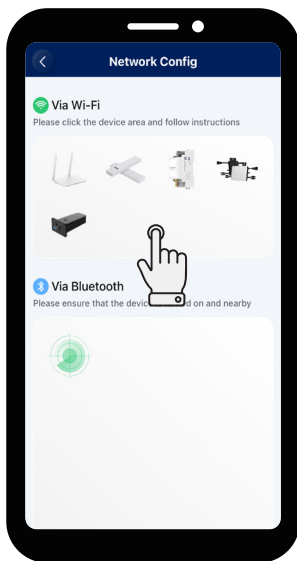 Network Config
Via Wi-Fi
Please click the device area and follow instructions
Via Bluetooth
Please ensure that the devic d on and nearby